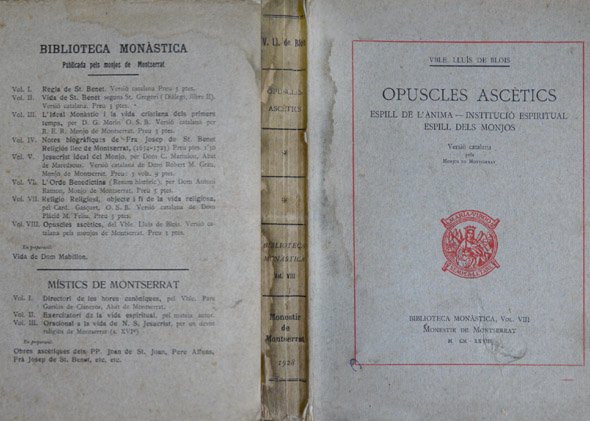 BIBLIOTECA MONÀSTICA
Publicada pels monjos de Montserrat
Vol. I. Regla de St. Benet. Versió catalana Preu 3 ptes.
Vol. II. Vida de St. Benet segons St. Gregori (Diàlegs, llibre II).
Versió catalana. Preu 2 ptes.
Vol. III. L'Ideal Monàstic i la vida cristiana dels primers
temps, per D. G. Morin O. S. B. Versió catalana per
R. E. R. Monjo de Montserrat. Preu: 3 ptes.
Vol. IV. Notes biogràfiques de Fra Josep de St. Benet
Religiós llec de Montserrat, Preu ptes. 1'50
Vol. V. Jesucrist ideal del Monjo, per Dom C. Marmion, Abat
de Maredsous. Versió catalana de Dom Robert M. Grau,
Monjo de Montserrat. Preu: 2 vols. 9 ptes.
Vol. VI. L'Orde Benedictina (Resum històric), per Dom Antoni
Ramon, Monjo de Montserrat. Preu 5 ptes.
Vol. VII. Religió Religiosi, objecte i fi de la vida religiosa,
per Card. Gasquet, O. S. B. Versió catalana de Dom
Plàcid M. Feliu. Preu 3 ptes.
Vol. VIII. Opuscles ascètics, del Vble. Lluís de Blois. Versió ca-
talana pels monjos de Montserrat. Preu ptes.
En preparació:
Vida de Dom Mabillon.
MÍSTICS DE MONTSERRAT
Vol. I. Directori de les hores canòniques, pel Vble. Pare
Garsias de Cisneros, Abat de Montserrat.
Vol. II. Exercitatori de la vida espiritual, pel mateix autor.
Vol. III. Oracional a la vida de N. S. Jesucrist, per un devot
religiós de Montserrat (s. XVIè)
En preparació:
Obres ascètiques dels PP. Joan de St. Joan, Pere Alfons,
Fra Josep de St. Benet, etc. etc.
V. Ll. de Blois
OPUSCLES
ASCÈTICS
BIBLIOTECA
MONÀSTICA
Vol. VIII
Monestir
de
Montserrat
1928
VBLE. LLUÍS DE BLOIS
OPUSCLES ASCÈTICS
ESPILL DE L'ÀNIMA — INSTITUCIÓ ESPIRITUAL
ESPILL DELS MONJOS
Versió catalana
pels
MONJOS DE MONTSERRAT
BIBLIOTECA MONÀSTICA, VOL. VIII
MONESTIR DE MONTSERRAT
M CM XXVIII